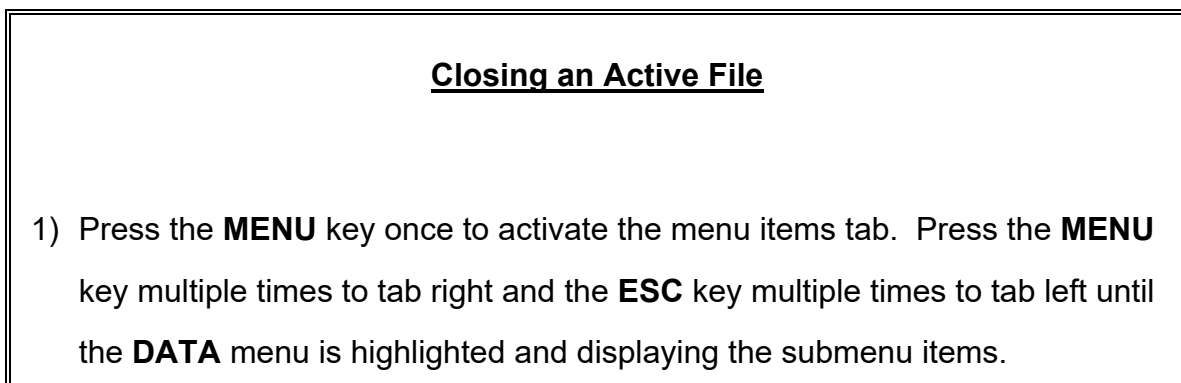 Closing an Active File
1) Press the MENU key once to activate the menu items tab.  Press the MENU
key multiple times to tab right and the ESC key multiple times to tab left until
the DATA menu is highlighted and displaying the submenu items.